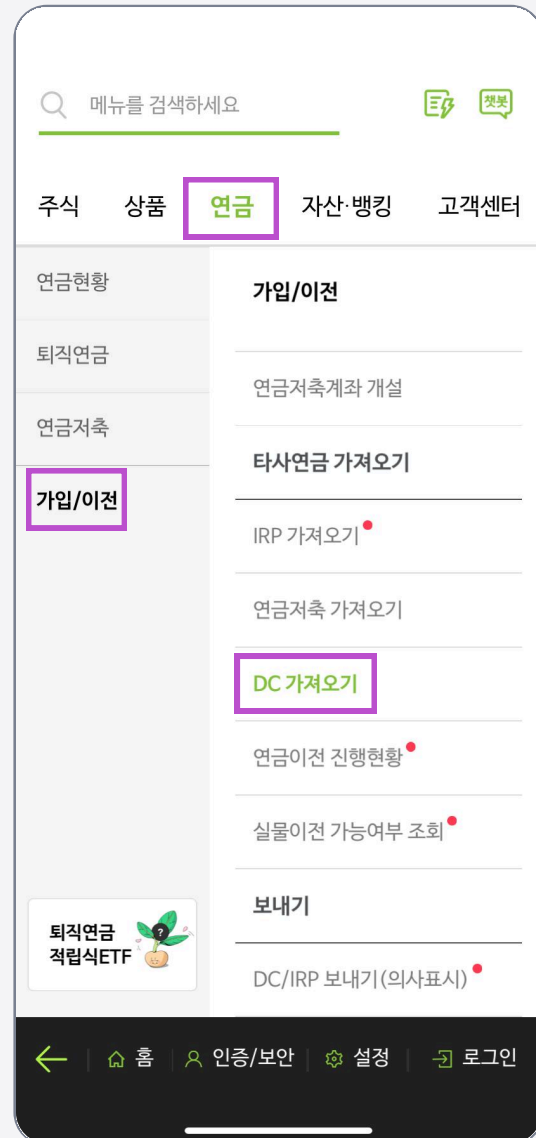 메뉴를 검색하세요
챗봇
주식 상품 연금 자산·뱅킹 고객센터
연금현황
퇴직연금
연금저축
가입/이전
가입/이전
연금저축계좌 개설
타사연금 가져오기
IRP 가져오기
연금저축 가져오기
DC 가져오기
연금이전 진행현황
실물이전 가능여부 조회
보내기
DC/IRP 보내기(의사표시)
퇴직연금
적립식ETF
?
홈 인증/보안 설정 로그인